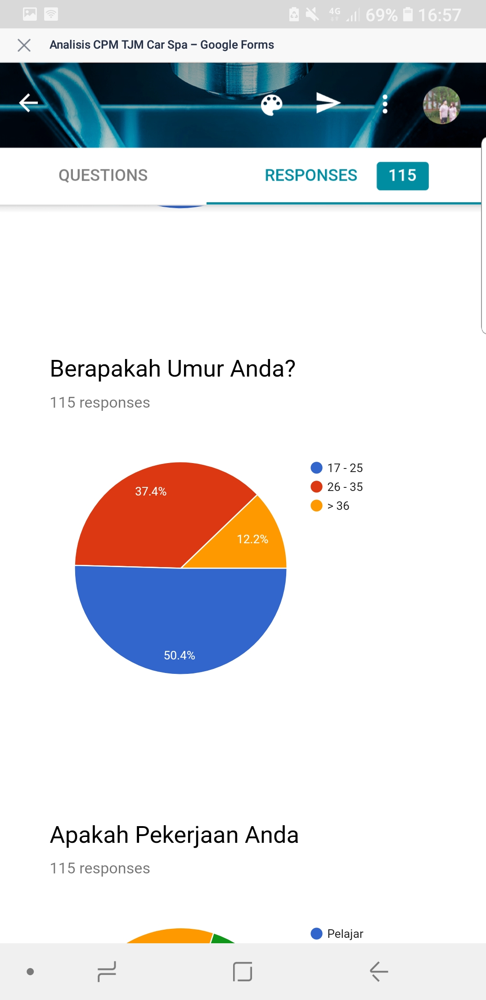 4G 69% 16:57
Analisis CPM TJM Car Spa – Google Forms
QUESTIONS
RESPONSES 115
Berapakah Umur Anda?
115 responses
17 - 25
26 - 35
> 36
37.4%
12.2%
50.4%
Apakah Pekerjaan Anda
115 responses
Pelajar